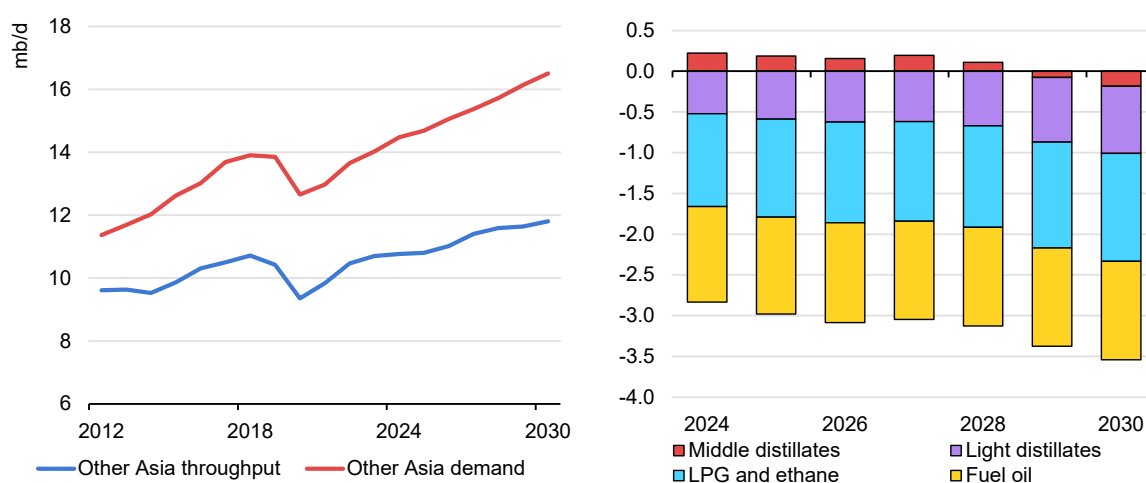 mb/d
18
16
14
12
10
8
6
2012 2018 2024 2030
Other Asia throughput Other Asia demand
0.5
0.0
-0.5
-1.0
-1.5
-2.0
-2.5
-3.0
-3.5
-4.0
2024 2026 2028 2030
Middle distillates Light distillates
LPG and ethane Fuel oil